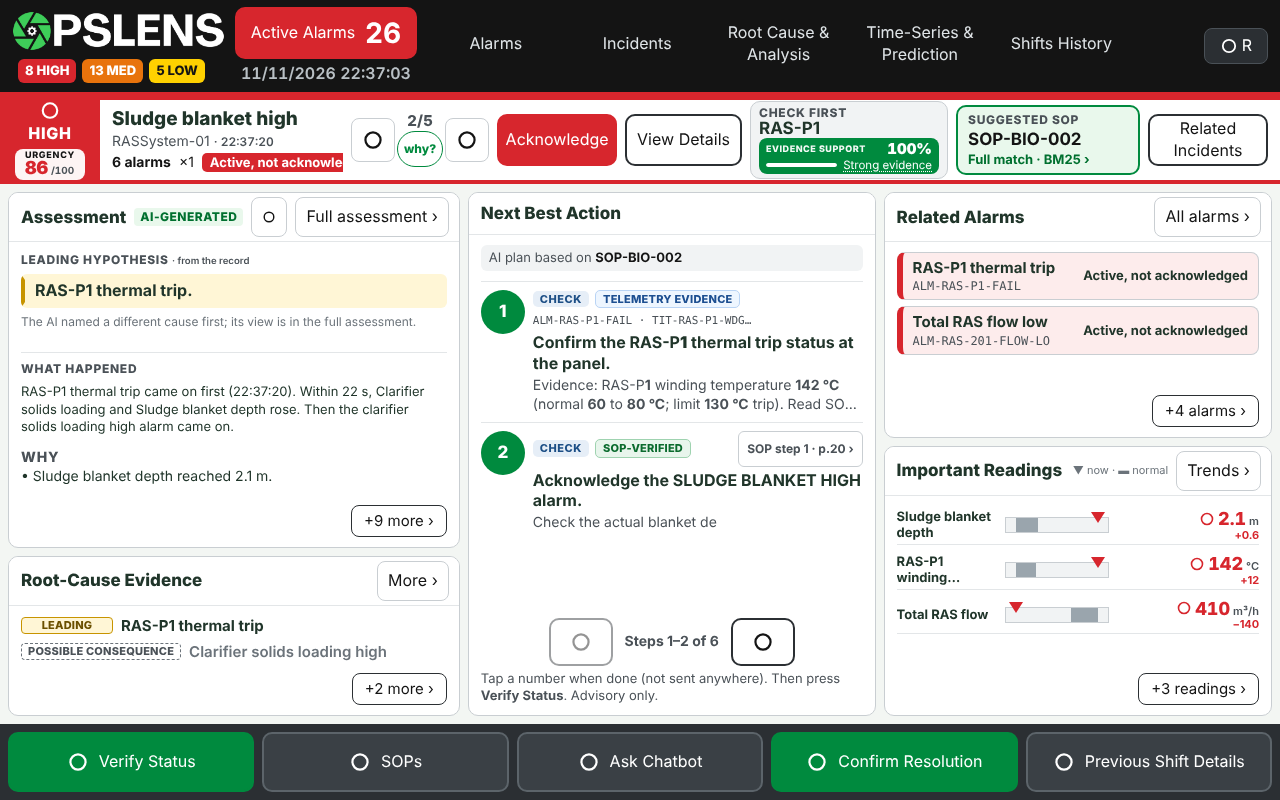 PSLENS
8 HIGH
13 MED
5 LOW
Active Alarms 26
11/11/2026 22:37:03
Alarms
Incidents
Root Cause &
Analysis
Time-Series &
Prediction
Shifts History
R
HIGH
URGENCY
86 /100
Sludge blanket high
RASSystem-01 · 22:37:20
6 alarms ×1 Active, not acknowle
2/5
why?
Acknowledge
View Details
CHECK FIRST
RAS-P1
EVIDENCE SUPPORT 100%
Strong evidence
SUGGESTED SOP
SOP-BIO-002
Full match · BM25 ›
Related
Incidents
Assessment AI-GENERATED
Full assessment ›
LEADING HYPOTHESIS · from the record
RAS-P1 thermal trip.
The AI named a different cause first; its view is in the full assessment.
WHAT HAPPENED
RAS-P1 thermal trip came on first (22:37:20). Within 22 s, Clarifier
solids loading and Sludge blanket depth rose. Then the clarifier
solids loading high alarm came on.
WHY
• Sludge blanket depth reached 2.1 m.
+9 more ›
Root-Cause Evidence
More ›
LEADING RAS-P1 thermal trip
POSSIBLE CONSEQUENCE Clarifier solids loading high
+2 more ›
Next Best Action
AI plan based on SOP-BIO-002
1
CHECK TELEMETRY EVIDENCE
ALM-RAS-P1-FAIL · TIT-RAS-P1-WDG…
Confirm the RAS-P1 thermal trip status at
the panel.
Evidence: RAS-P1 winding temperature 142 °C
(normal 60 to 80 °C; limit 130 °C trip). Read SO…
2
CHECK SOP-VERIFIED
SOP step 1 · p.20 ›
Acknowledge the SLUDGE BLANKET HIGH
alarm.
Check the actual blanket de
Steps 1–2 of 6
Tap a number when done (not sent anywhere). Then press
Verify Status. Advisory only.
Related Alarms
All alarms ›
RAS-P1 thermal trip
ALM-RAS-P1-FAIL
Active, not acknowledged
Total RAS flow low
ALM-RAS-201-FLOW-LO
Active, not acknowledged
+4 alarms ›
Important Readings
now · normal
Trends ›
Sludge blanket
depth
2.1 m
+0.6
RAS-P1
winding…
142 °C
+12
Total RAS flow
410 m³/h
−140
+3 readings ›
Verify Status
SOPs
Ask Chatbot
Confirm Resolution
Previous Shift Details